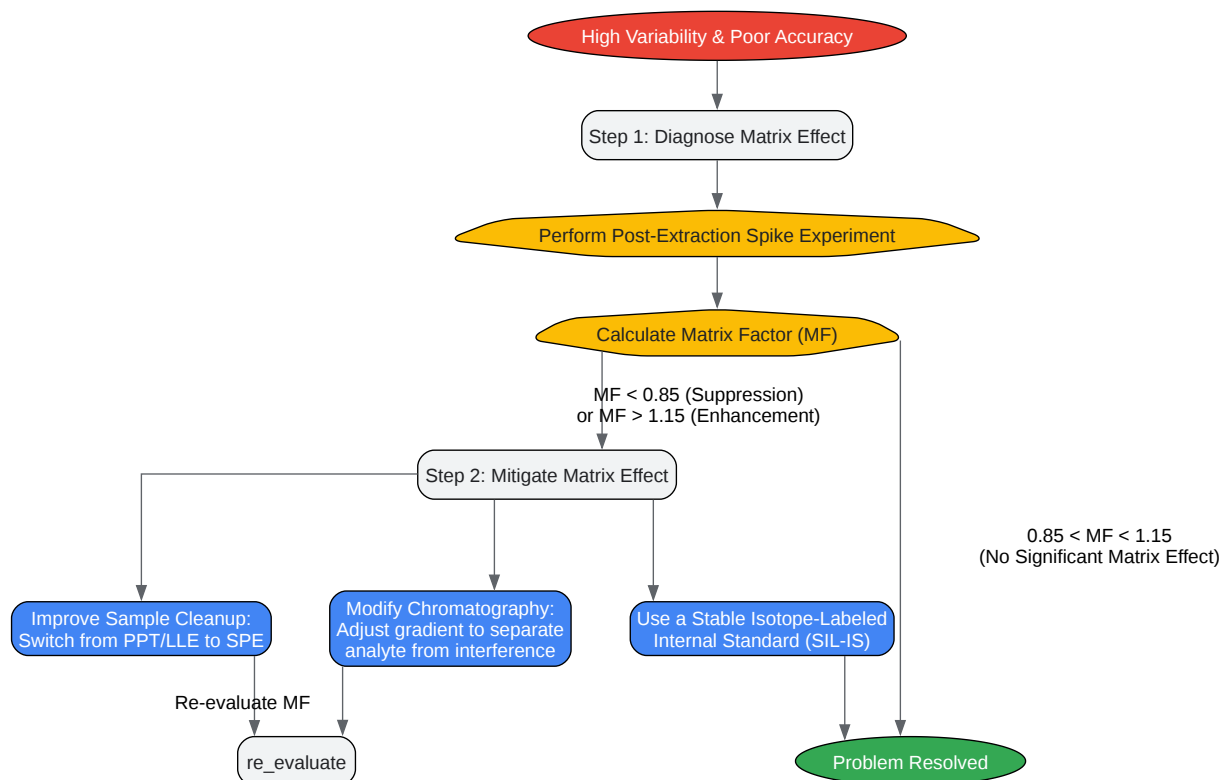 High Variability & Poor Accuracy
Step 1: Diagnose Matrix Effect
Perform Post-Extraction Spike Experiment
Calculate Matrix Factor (MF)
MF < 0.85 (Suppression)
or MF > 1.15 (Enhancement)
Step 2: Mitigate Matrix Effect
0.85 < MF < 1.15
(No Significant Matrix Effect)
Improve Sample Cleanup:
Switch from PPT/LLE to SPE
Modify Chromatography:
Adjust gradient to separate
analyte from interference
Use a Stable Isotope-Labeled
Internal Standard (SIL-IS)
Re-evaluate MF
re_evaluate
Problem Resolved